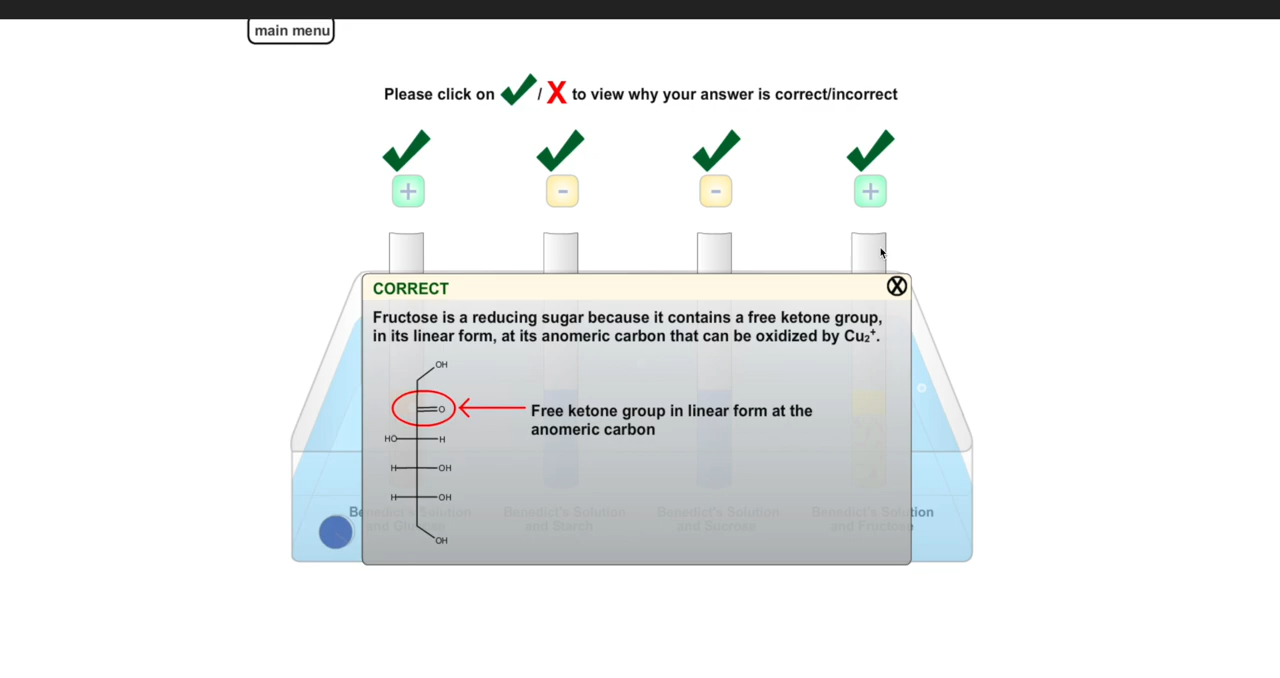 main menu
Please click on / X to view why your answer is correct/incorrect
+ - - +
CORRECT X
Fructose is a reducing sugar because it contains a free ketone group,
in its linear form, at its anomeric carbon that can be oxidized by Cu₂⁺.
OH
O
Free ketone group in linear form at the
anomeric carbon
HO H
H OH
H OH
OH
Benedict's Solution
and Glucose
Benedict's Solution
and Starch
Benedict's Solution
and Sucrose
Benedict's Solution
and Fructose